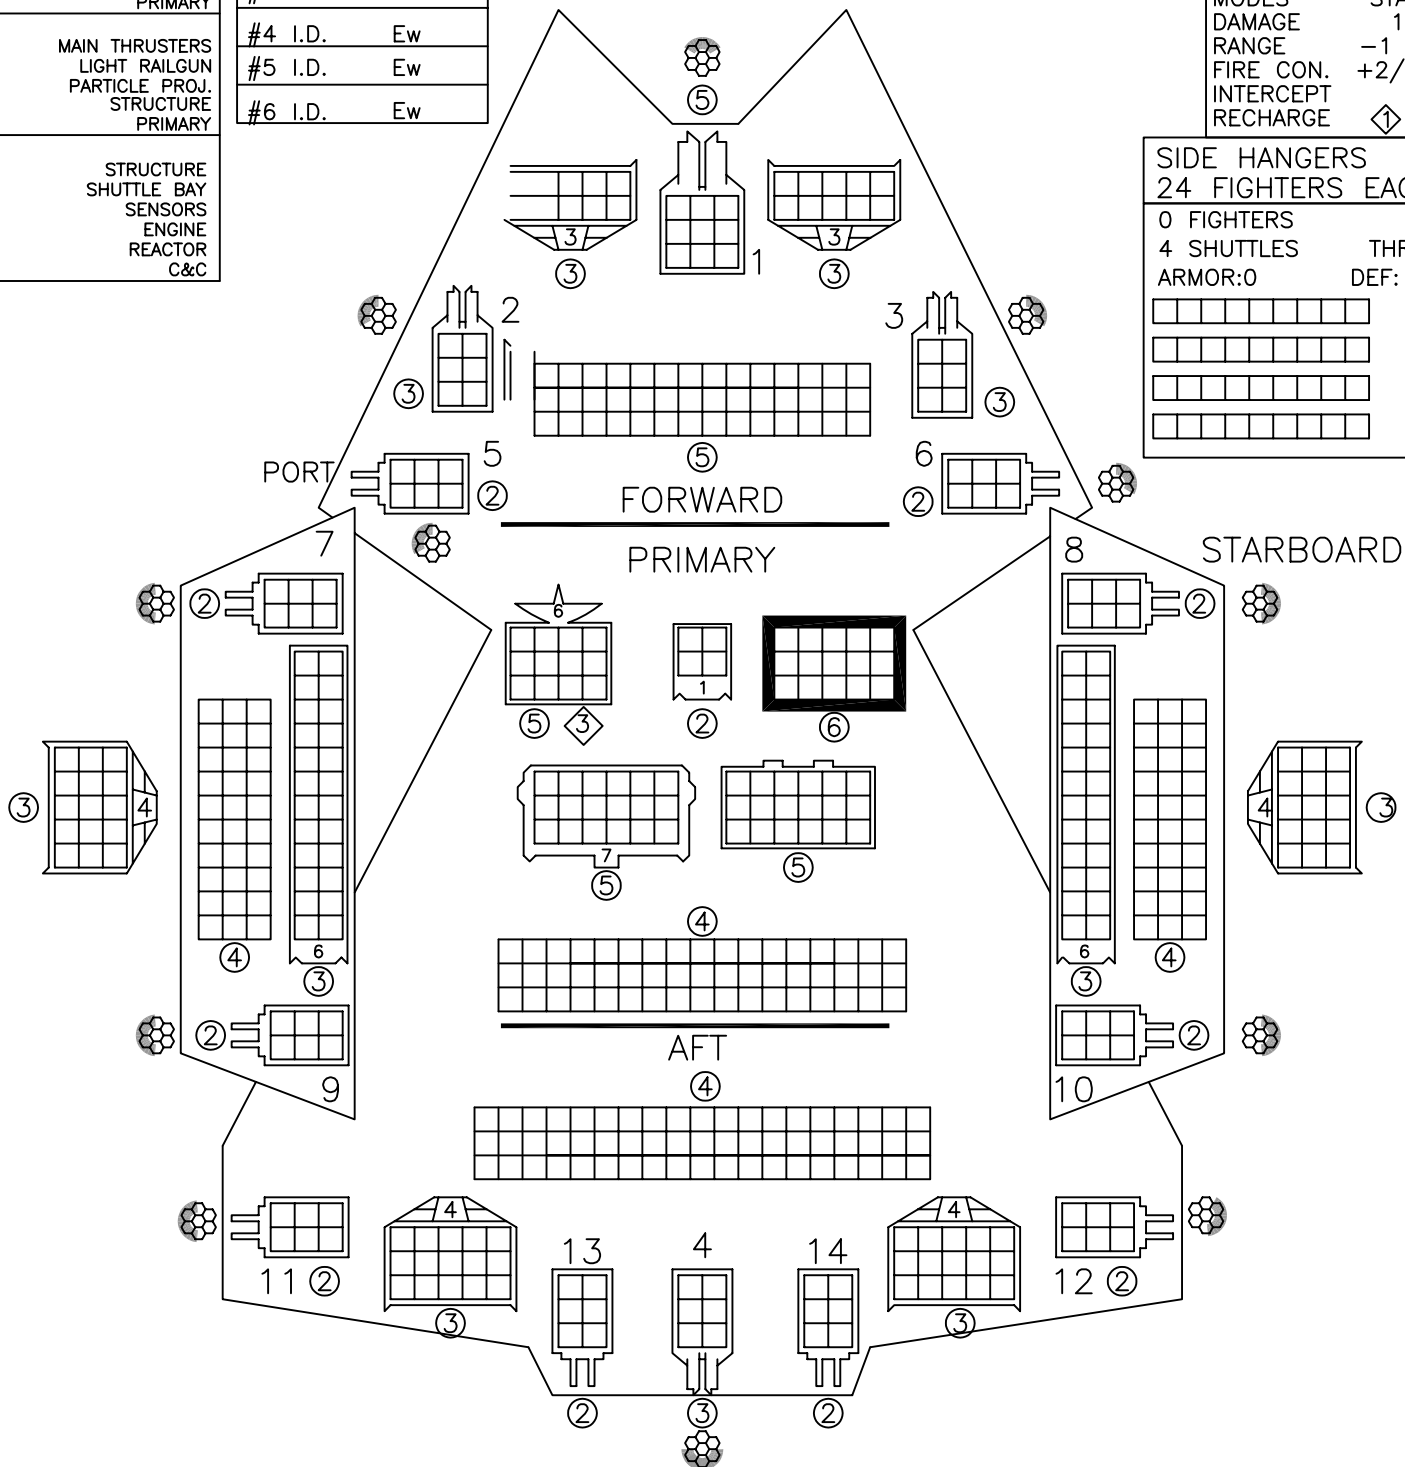 PRIMARY
MAIN THRUSTERS
LIGHT RAILGUN
PARTICLE PROJ.
STRUCTURE
PRIMARY
STRUCTURE
SHUTTLE BAY
SENSORS
ENGINE
REACTOR
C&C
#4 I.D. Ew
#5 I.D. Ew
#6 I.D. Ew
DAMAGE 1
RANGE -1
FIRE CON. +2/
INTERCEPT
RECHARGE 1
SIDE HANGERS
24 FIGHTERS EAC
0 FIGHTERS
4 SHUTTLES THR
ARMOR:0 DEF:
5
3 3
3 1 3
2 3
3 3
5
PORT 5 6
2 2
FORWARD
PRIMARY
7 8 STARBOARD
2 2
6
1
5 3 2 6
3 4 4 3
7
5 5
4
4 6 3 6 3 4
2 2
AFT
9 4 10
4 4
13 4 14
11 2 12 2
3 3
2 3 2